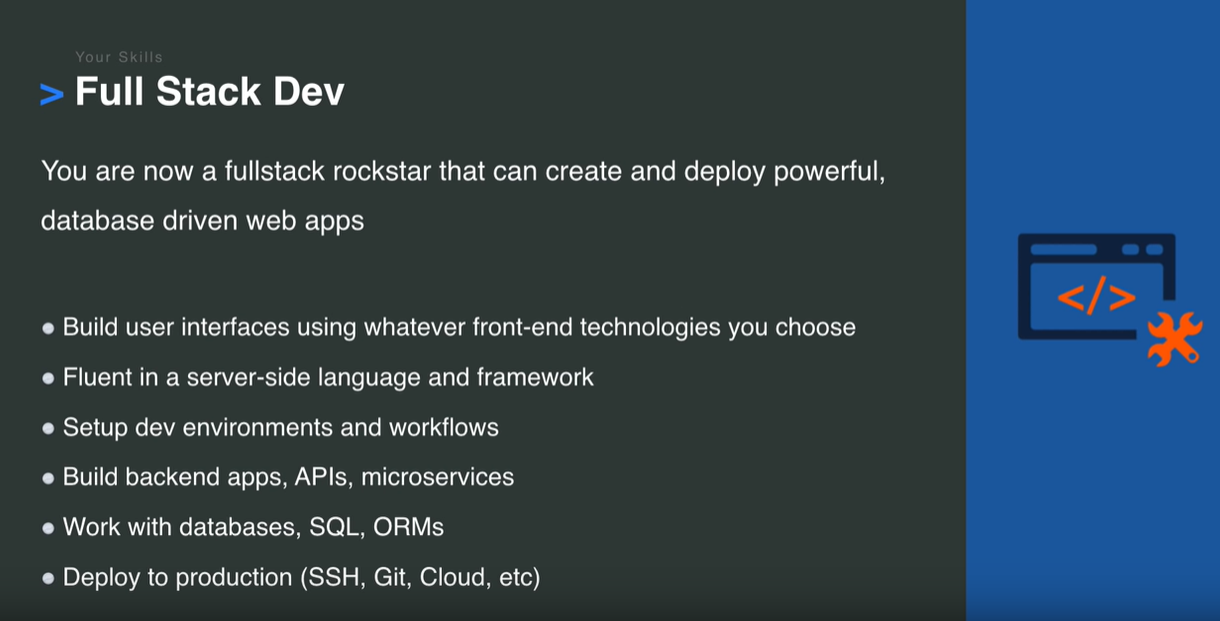 Your Skills
> Full Stack Dev
You are now a fullstack rockstar that can create and deploy powerful,
database driven web apps
● Build user interfaces using whatever front-end technologies you choose
● Fluent in a server-side language and framework
● Setup dev environments and workflows
● Build backend apps, APIs, microservices
● Work with databases, SQL, ORMs
● Deploy to production (SSH, Git, Cloud, etc)
</>